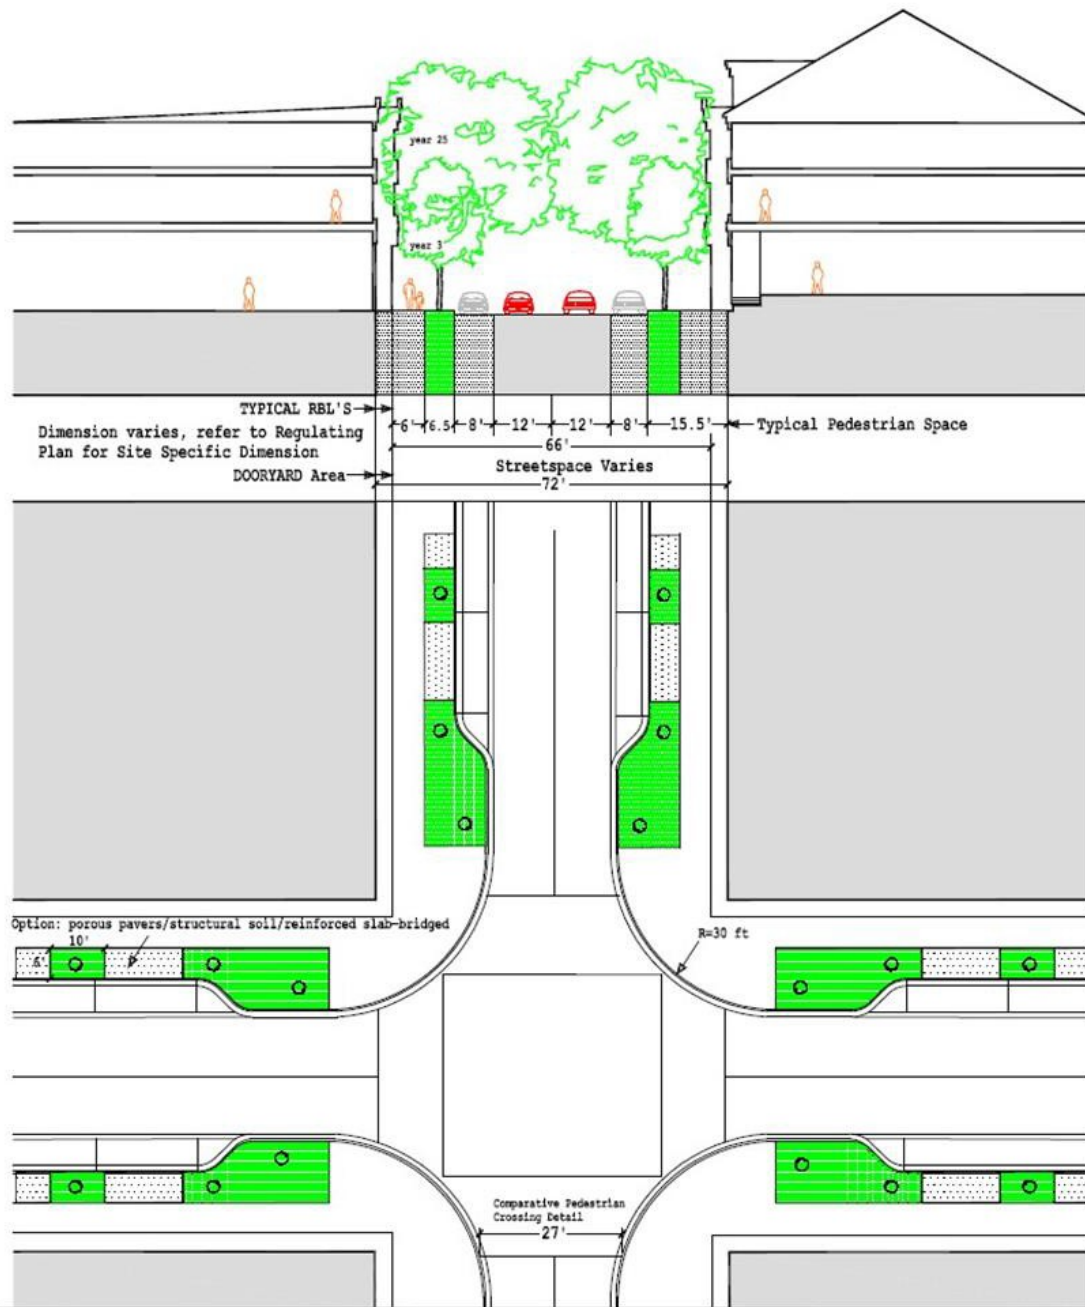 year 25
year 3
TYPICAL RBL'S
6' 6.5 8' 12' 12' 8' 15.5'
Typical Pedestrian Space
Dimension varies, refer to Regulating
Plan for Site Specific Dimension
66'
Streetspace Varies
DOORYARD Area
72'
Option: porous pavers/structural soil/reinforced slab-bridged
10'
6'
R=30 ft
Comparative Pedestrian
Crossing Detail
27'